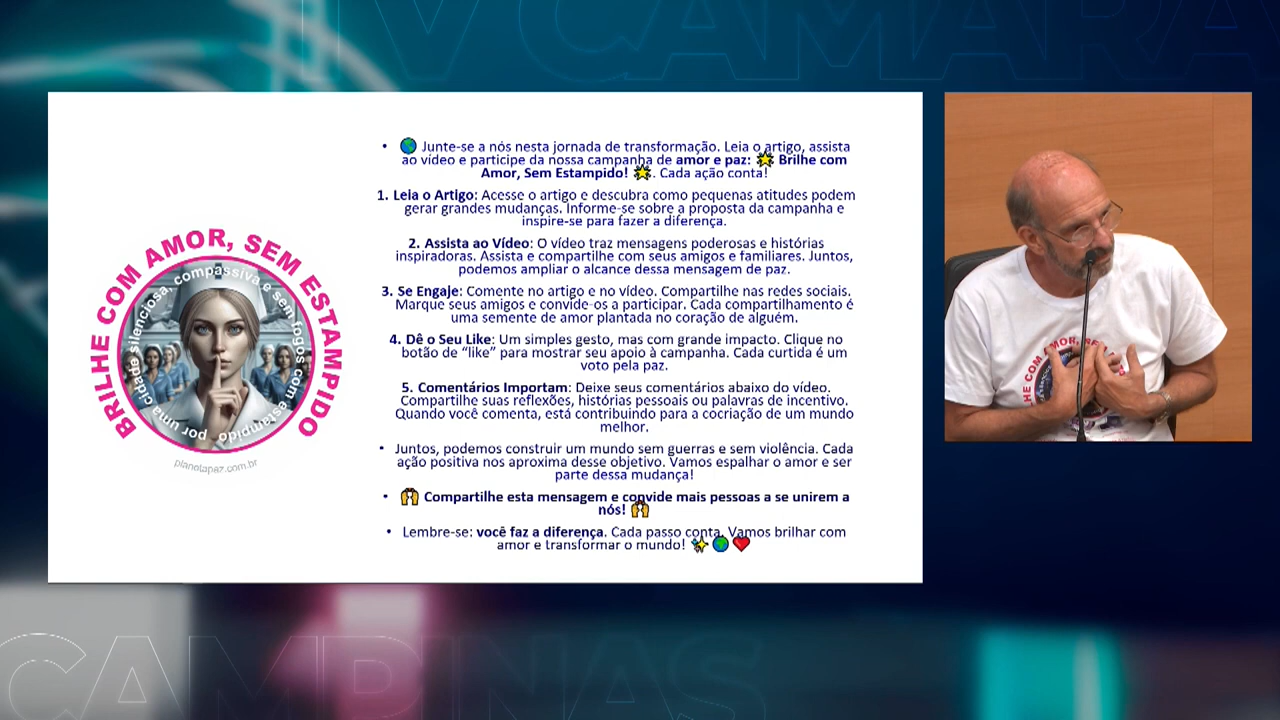 TV CAMARA
• 🌎 Junte-se a nós nesta jornada de transformação. Leia o artigo, assista
ao vídeo e participe da nossa campanha de amor e paz: 🌟 Brilhe com
Amor, Sem Estampido! 🌟. Cada ação conta!
1. Leia o Artigo: Acesse o artigo e descubra como pequenas atitudes podem
gerar grandes mudanças. Informe-se sobre a proposta da campanha e
inspire-se para fazer a diferença.
2. Assista ao Vídeo: O vídeo traz mensagens poderosas e histórias
inspiradoras. Assista e compartilhe com seus amigos e familiares. Juntos,
podemos ampliar o alcance dessa mensagem de paz.
3. Se Engaje: Comente no artigo e no vídeo. Compartilhe nas redes sociais.
Marque seus amigos e convide-os a participar. Cada compartilhamento é
uma semente de amor plantada no coração de alguém.
4. Dê o Seu Like: Um simples gesto, mas com grande impacto. Clique no
botão de “like” para mostrar seu apoio à campanha. Cada curtida é um
voto pela paz.
5. Comentários Importam: Deixe seus comentários abaixo do vídeo.
Compartilhe suas reflexões, histórias pessoais ou palavras de incentivo.
Quando você comenta, está contribuindo para a cocriação de um mundo
melhor.
• Juntos, podemos construir um mundo sem guerras e sem violência. Cada
ação positiva nos aproxima desse objetivo. Vamos espalhar o amor e ser
parte dessa mudança!
• 🙌 Compartilhe esta mensagem e convide mais pessoas a se unirem a
nós! 🙌
• Lembre-se: você faz a diferença. Cada passo conta. Vamos brilhar com
amor e transformar o mundo! ✨🌎❤️
BRILHE COM AMOR, SEM ESTAMPIDO
por uma cidade silenciosa, compassiva e sem fogos com estampido
planotapaz.com.br
CAMPINAS